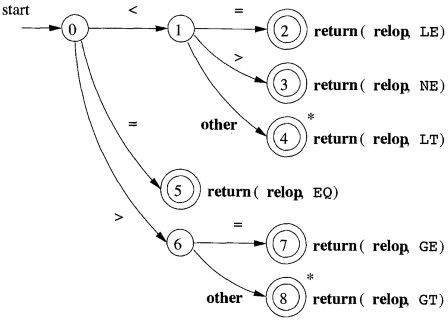 start
0
<
1
=
2
return( relop, LE)
>
3
return( relop, NE)
other
4
*
return( relop, LT)
=
5
return( relop, EQ)
>
6
=
7
return( relop, GE)
other
8
*
return( relop, GT)